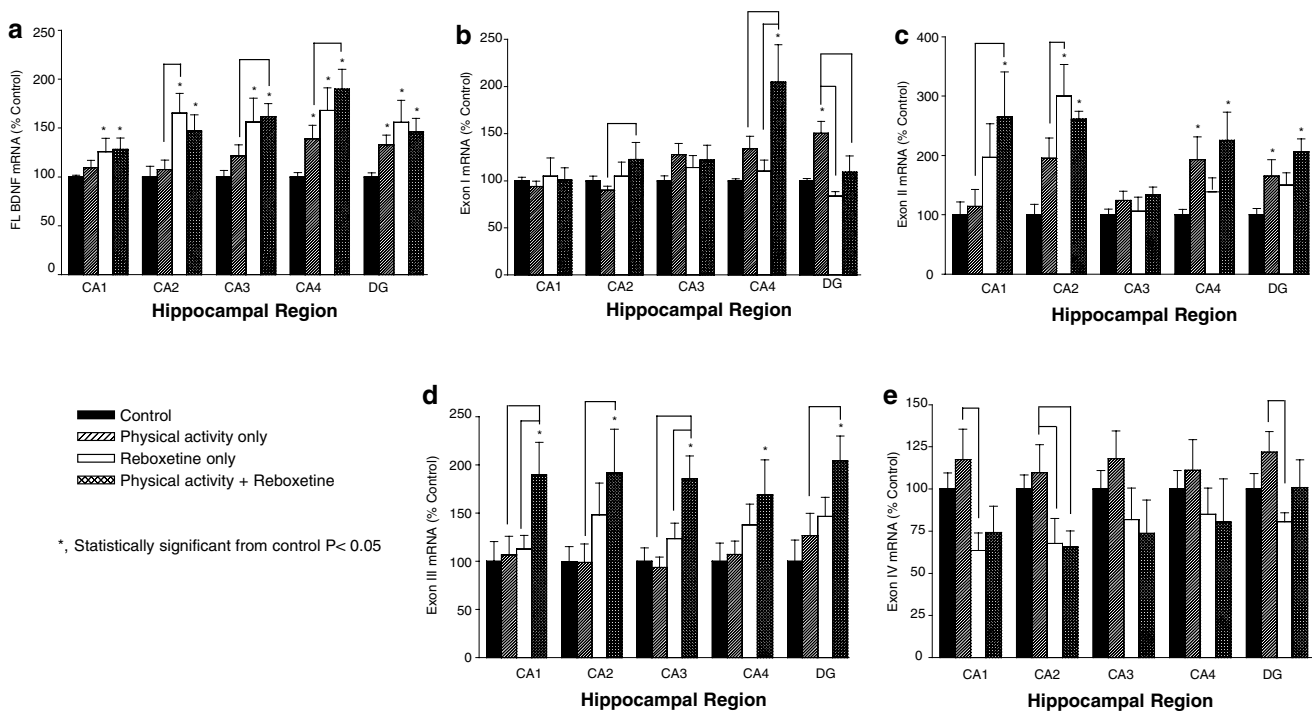 a
FL BDNF mRNA (% Control)
250
200
150
100
50
0
* * * * * * * * * * *
CA1 CA2 CA3 CA4 DG
Hippocampal Region
b
Exon I mRNA (% Control)
200
150
100
50
0
* *
CA1 CA2 CA3 CA4 DG
Hippocampal Region
c
Exon II mRNA (% Control)
400
300
200
100
0
* * * * * * *
CA1 CA2 CA3 CA4 DG
Hippocampal Region
Control
Physical activity only
Reboxetine only
Physical activity + Reboxetine
*, Statistically significant from control P< 0.05
d
Exon III mRNA (% Control)
250
200
150
100
50
0
* * * * *
CA1 CA2 CA3 CA4 DG
Hippocampal Region
e
Exon IV mRNA (% Control)
150
125
100
75
50
25
0
CA1 CA2 CA3 CA4 DG
Hippocampal Region